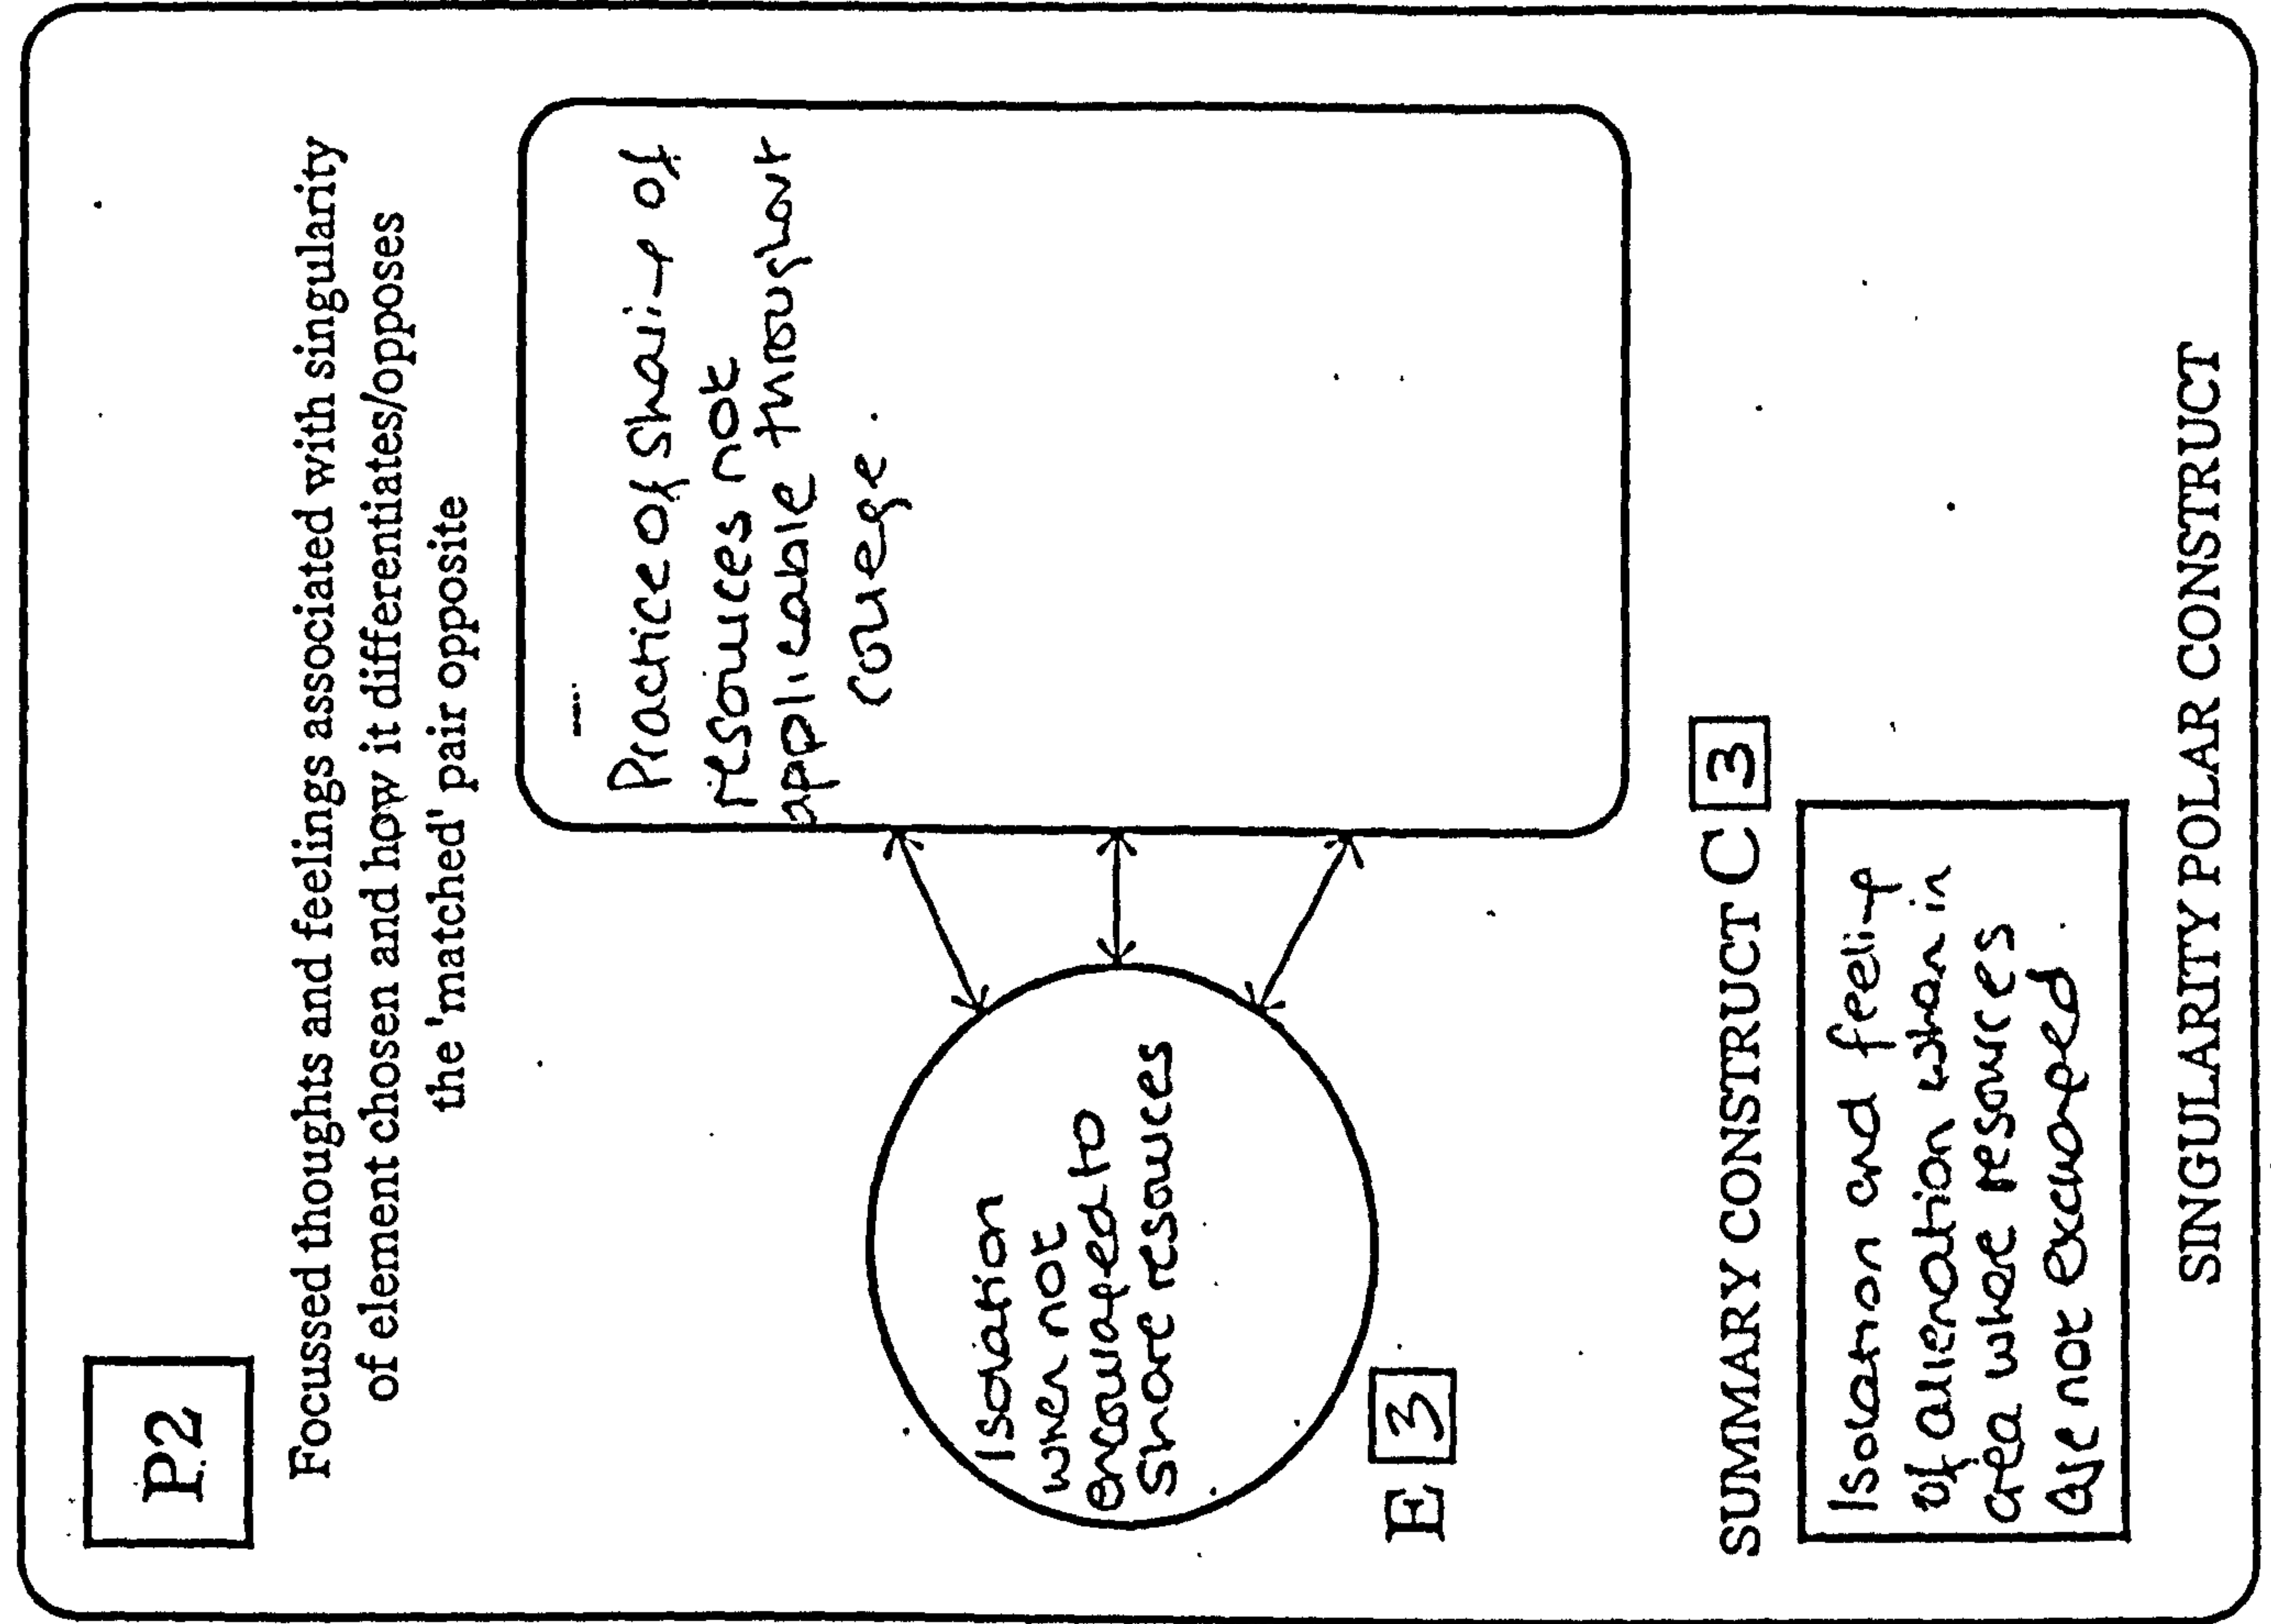 P.2
Focussed thoughts and feelings associated with singularity
of element chosen and how it differentiates/opposes
the 'matched' pair opposite
Practice of Sharing of
resources not
applicable throughout
college.
Isolation
when not
encouraged to
Share resources
E 3
SUMMARY CONSTRUCT C 3
Isolation and feeling
of alienation when in
area where resources
are not exchanged
SINGULARITY POLAR CONSTRUCT